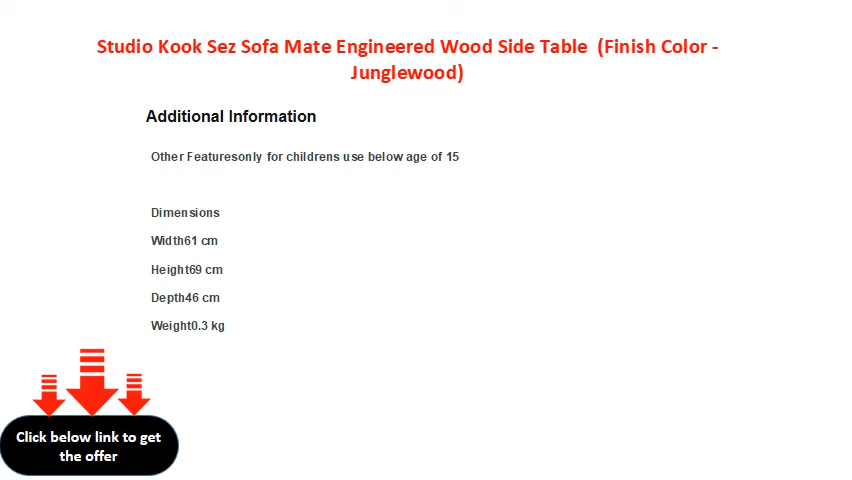 Studio Kook Sez Sofa Mate Engineered Wood Side Table  (Finish Color -
Junglewood)
Additional Information
Other Featuresonly for childrens use below age of 15
Dimensions
Width61 cm
Height69 cm
Depth46 cm
Weight0.3 kg
Click below link to get
the offer